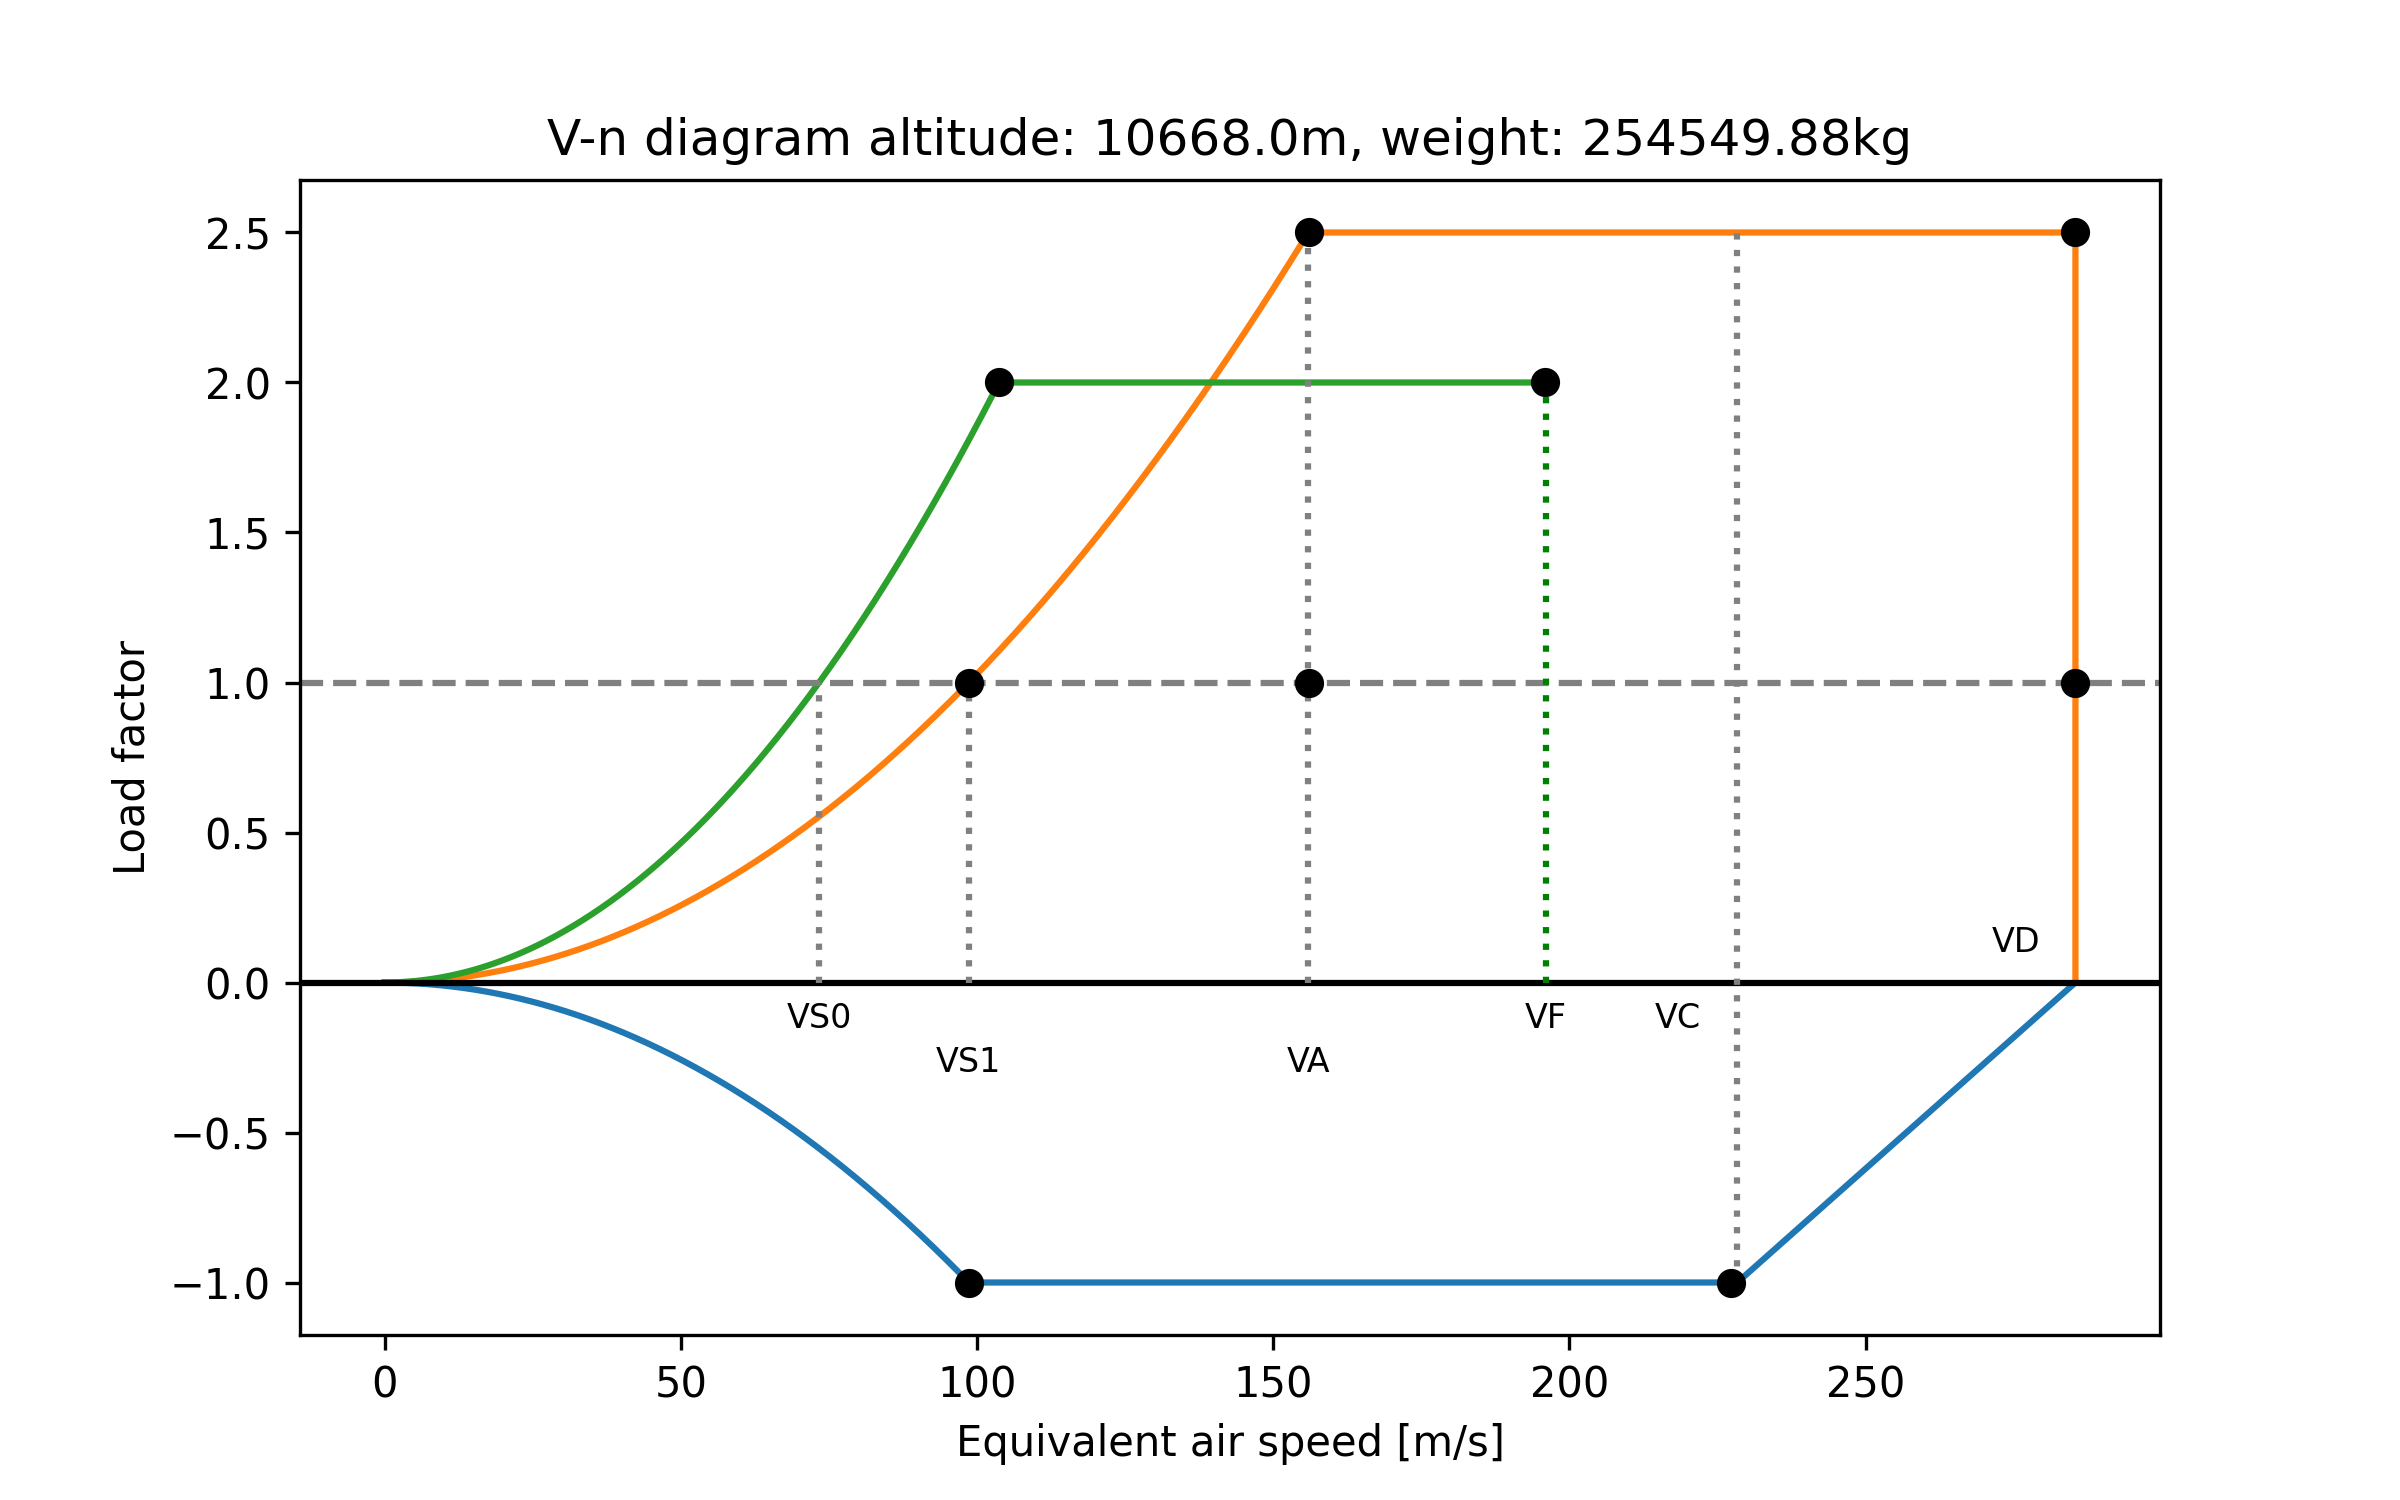 V-n diagram altitude: 10668.0m, weight: 254549.88kg
2.5
2.0
1.5
1.0
0.5
0.0
−0.5
−1.0
Load factor
VD
VS0
VF
VC
VS1
VA
0
50
100
150
200
250
Equivalent air speed [m/s]